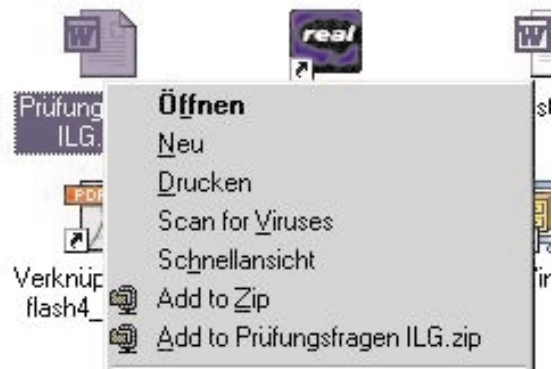 real
Prüfung
ILG.
Öffnen
Neu
Drucken
Scan for Viruses
Schnellansicht
Add to Zip
Add to Prüfungsfragen ILG.zip
PDF
Verknüp
flash4_